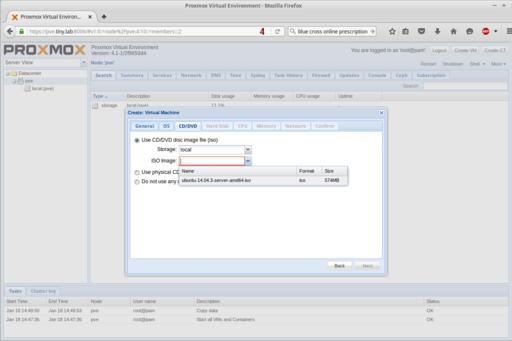 Proxmox Virtual Environment - Mozilla Firefox
Proxmox Virtual Environm...
https://pve.tiny.lab:8006/#v1:0:=node%2Fpve:4:10::=members::2
4
blue cross online prescription
PROXMOX
Proxmox Virtual Environment
You are logged in as 'root@pam'
Logout
Create VM
Create CT
Server View
Node 'pve'
Restart
Shutdown
Shell
More
Datacenter
pve
local (pve)
Search
Summary
Services
Network
DNS
Time
Syslog
Task History
Firewall
Updates
Console
Ceph
Subscription
Search:
Type
Description
Disk usage
Memory usage
CPU usage
Uptime
storage
local (pve)
Create: Virtual Machine
General
OS
CD/DVD
Hard Disk
CPU
Memory
Network
Confirm
Use CD/DVD disc image file (iso)
Storage: local
ISO Image:
Name
Format
Size
ubuntu-14.04.3-server-amd64.iso
iso
574MB
Use physical CD
Do not use any
Back
Next
Tasks
Cluster log
Start Time
End Time
Node
User name
Description
Status
Jan 18 14:49:50
Jan 18 14:49:53
pve
root@pam
Copy data
OK
Jan 18 14:47:36
Jan 18 14:47:36
pve
root@pam
Start all VMs and Containers
OK